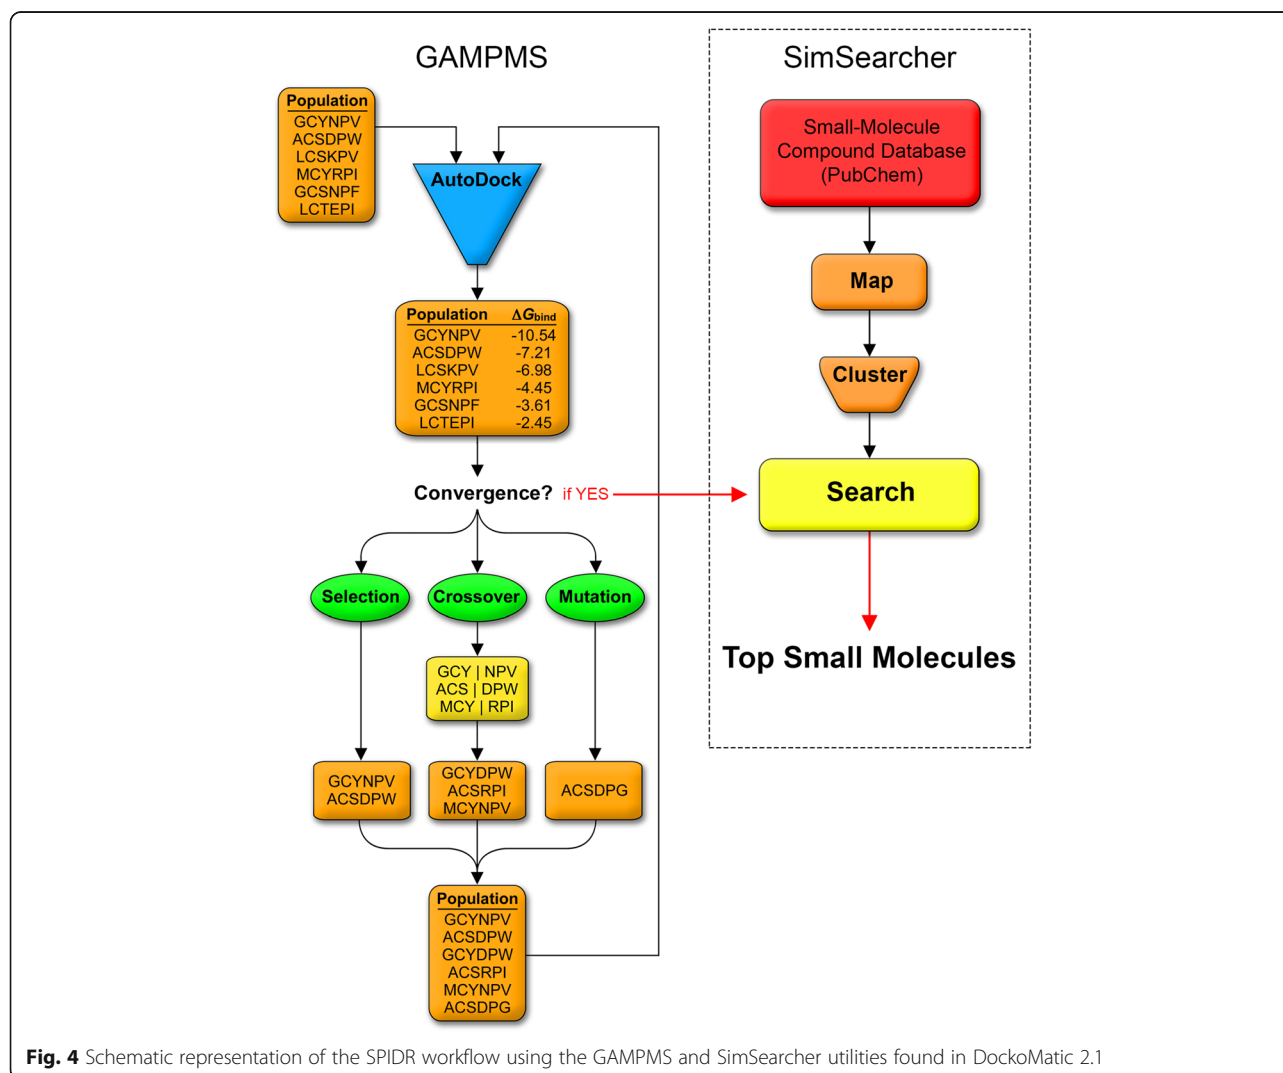 GAMPMS
Population
GCYNPV
ACSDPW
LCSKPV
MCYRPI
GCSNPF
LCTEPI
AutoDock
Population ΔGbind
GCYNPV -10.54
ACSDPW -7.21
LCSKPV -6.98
MCYRPI -4.45
GCSNPF -3.61
LCTEPI -2.45
Convergence? if YES
Selection
Crossover
Mutation
GCY | NPV
ACS | DPW
MCY | RPI
GCYNPV
ACSDPW
GCYDPW
ACSRPI
MCYNPV
ACSDPG
Population
GCYNPV
ACSDPW
GCYDPW
ACSRPI
MCYNPV
ACSDPG
SimSearcher
Small-Molecule
Compound Database
(PubChem)
Map
Cluster
Search
Top Small Molecules
Fig. 4 Schematic representation of the SPIDR workflow using the GAMPMS and SimSearcher utilities found in DockoMatic 2.1